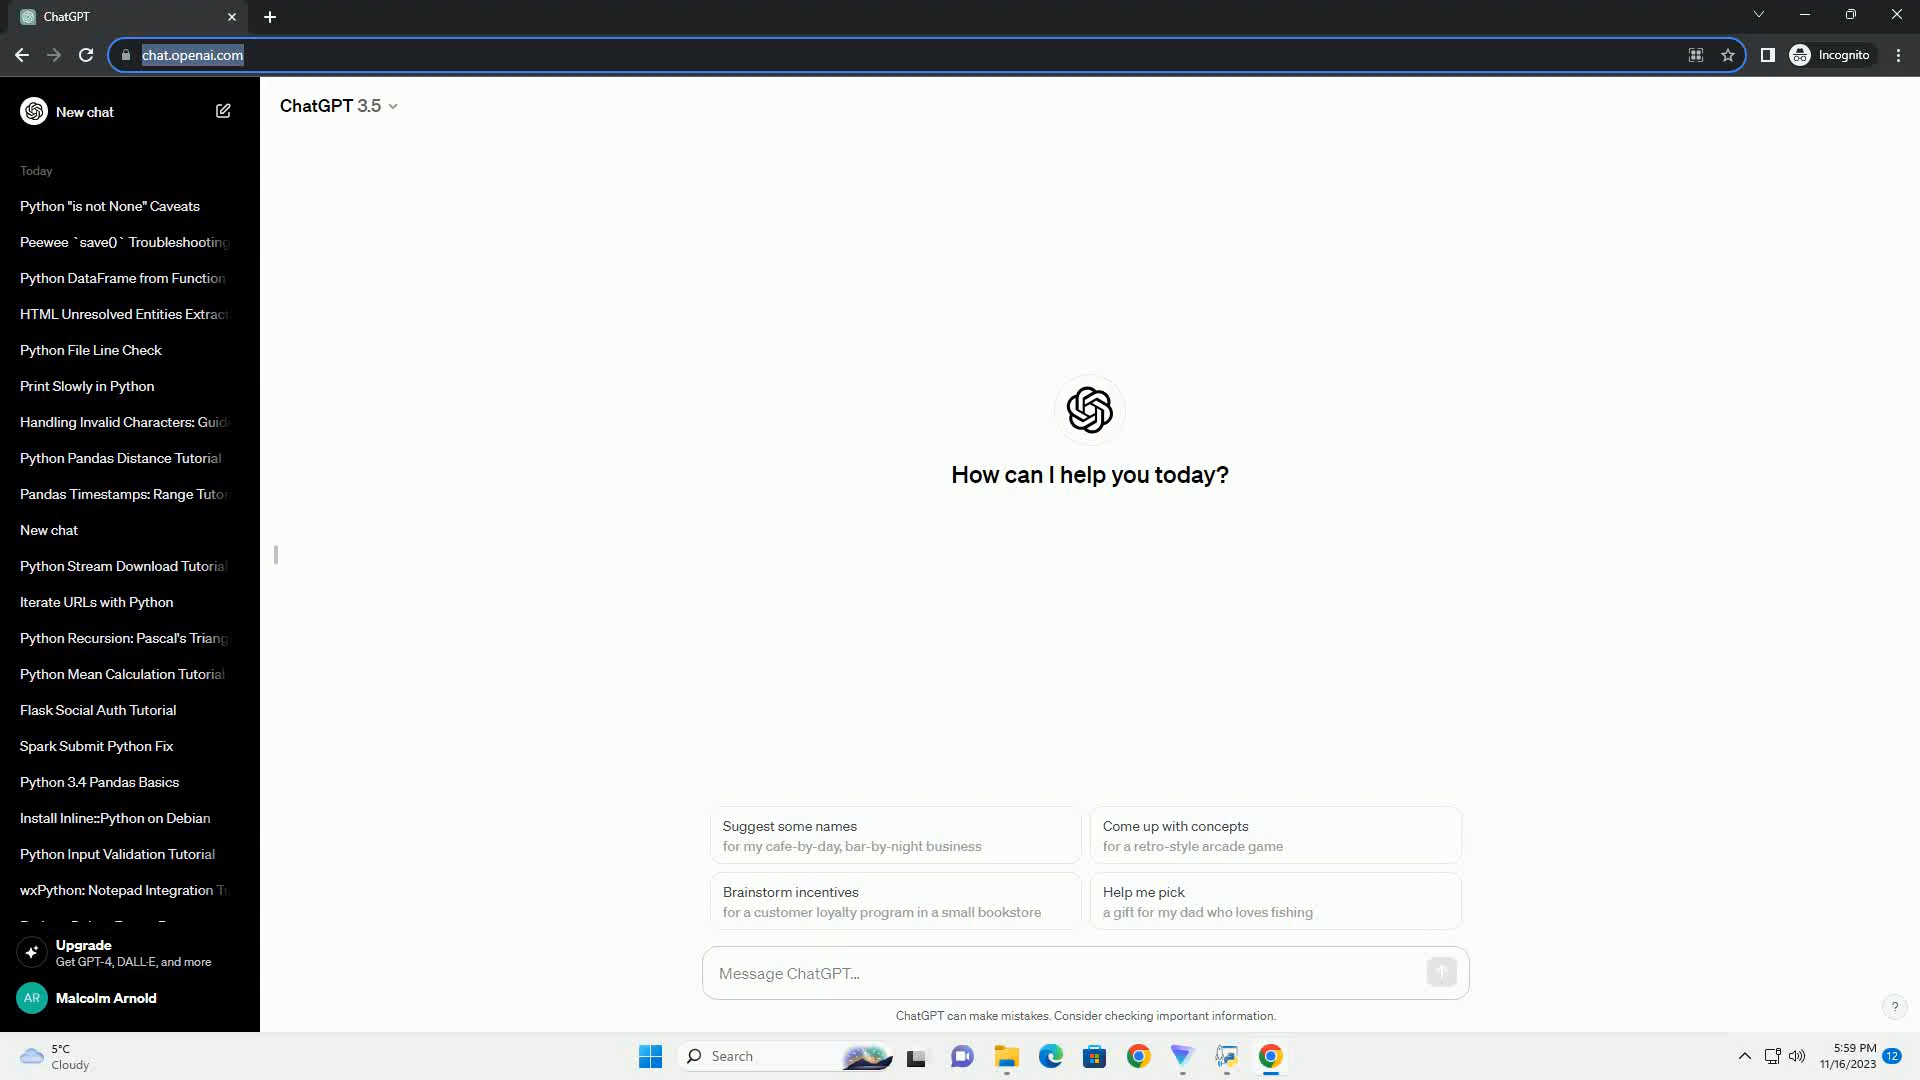 ChatGPT
chat.openai.com
Incognito
New chat
Today
Python "is not None" Caveats
Peewee `save()` Troubleshooting
Python DataFrame from Function
HTML Unresolved Entities Extract
Python File Line Check
Print Slowly in Python
Handling Invalid Characters: Guid
Python Pandas Distance Tutorial
Pandas Timestamps: Range Tutor
New chat
Python Stream Download Tutorial
Iterate URLs with Python
Python Recursion: Pascal's Triang
Python Mean Calculation Tutorial
Flask Social Auth Tutorial
Spark Submit Python Fix
Python 3.4 Pandas Basics
Install Inline::Python on Debian
Python Input Validation Tutorial
wxPython: Notepad Integration Tu
Upgrade
Get GPT-4, DALL·E, and more
AR
Malcolm Arnold
ChatGPT 3.5
How can I help you today?
Suggest some names
for my cafe-by-day, bar-by-night business
Come up with concepts
for a retro-style arcade game
Brainstorm incentives
for a customer loyalty program in a small bookstore
Help me pick
a gift for my dad who loves fishing
Message ChatGPT...
ChatGPT can make mistakes. Consider checking important information.
?
5°C
Cloudy
Search
5:59 PM
11/16/2023
12